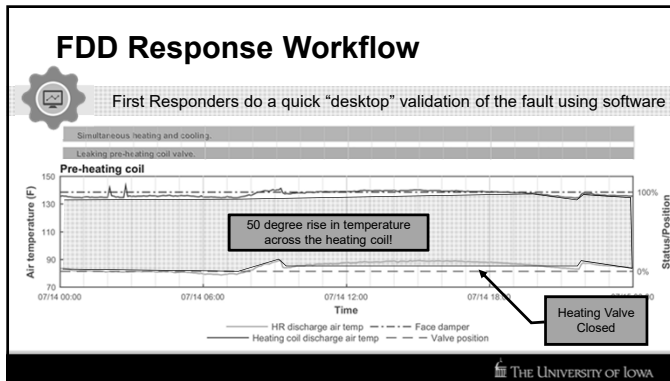 FDD Response Workflow
First Responders do a quick “desktop” validation of the fault using software
Simultaneous heating and cooling.
Leaking pre-heating coil valve.
Pre-heating coil
150
130
110
90
70
Air temperature (F)
50 degree rise in temperature
across the heating coil!
100%
0%
Status/Position
07/14 00:00
07/14 06:00
07/14 12:00
07/14 18:00
Time
Heating Valve
Closed
HR discharge air temp
Face damper
Heating coil discharge air temp
Valve position
THE UNIVERSITY OF IOWA